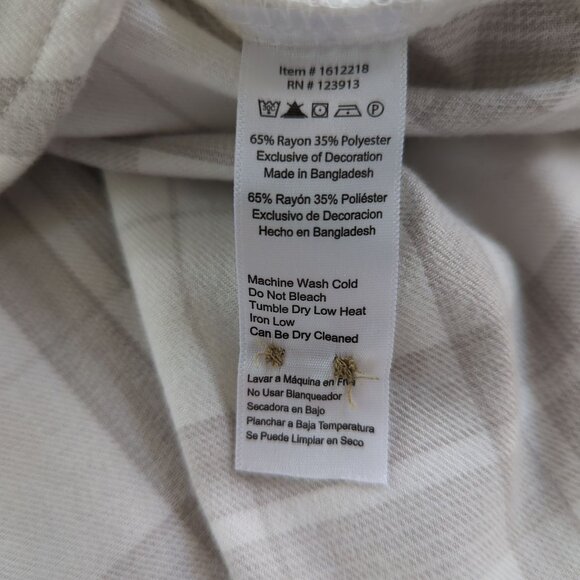 Item # 1612218
RN # 123913
P
65% Rayon 35% Polyester
Exclusive of Decoration
Made in Bangladesh
65% Rayón 35% Poliéster
Exclusivo de Decoracion
Hecho en Bangladesh
Machine Wash Cold
Do Not Bleach
Tumble Dry Low Heat
Iron Low
Can Be Dry Cleaned
Lavar a Máquina en
No Usar Blanqueador
Secadora en Bajo
Planchar a Baja Temperatura
Se Puede Limpiar en Seco